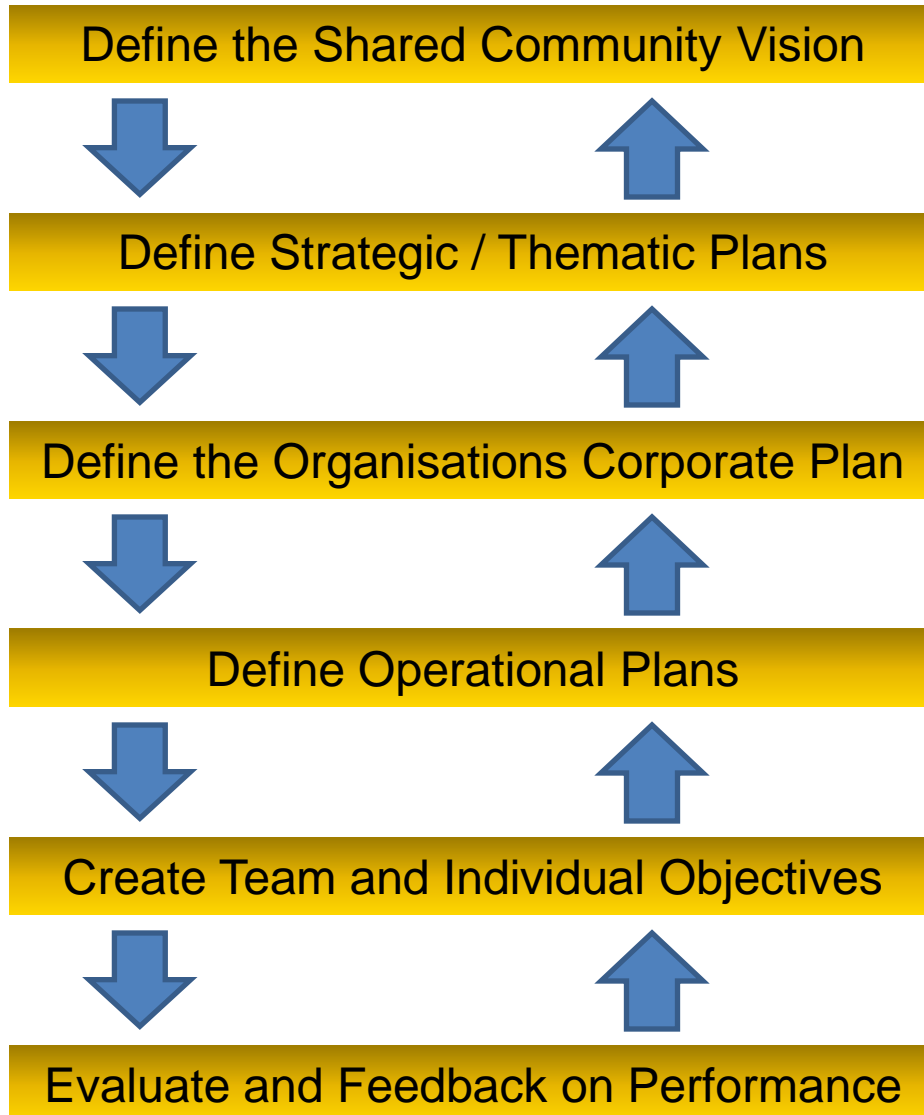 Define the Shared Community Vision
Define Strategic / Thematic Plans
Define the Organisations Corporate Plan
Define Operational Plans
Create Team and Individual Objectives
Evaluate and Feedback on Performance